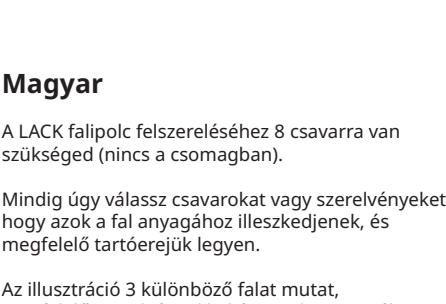 Magyar
A LACK falipolc felszereléséhez 8 csavarra van
szükséged (nincs a csomagban).
Mindig úgy válassz csavarokat vagy szerelvényeket
hogy azok a fal anyagához illeszkedjenek, és
megfelelő tartóerejük legyen.
Az illusztráció 3 különböző falat mutat,